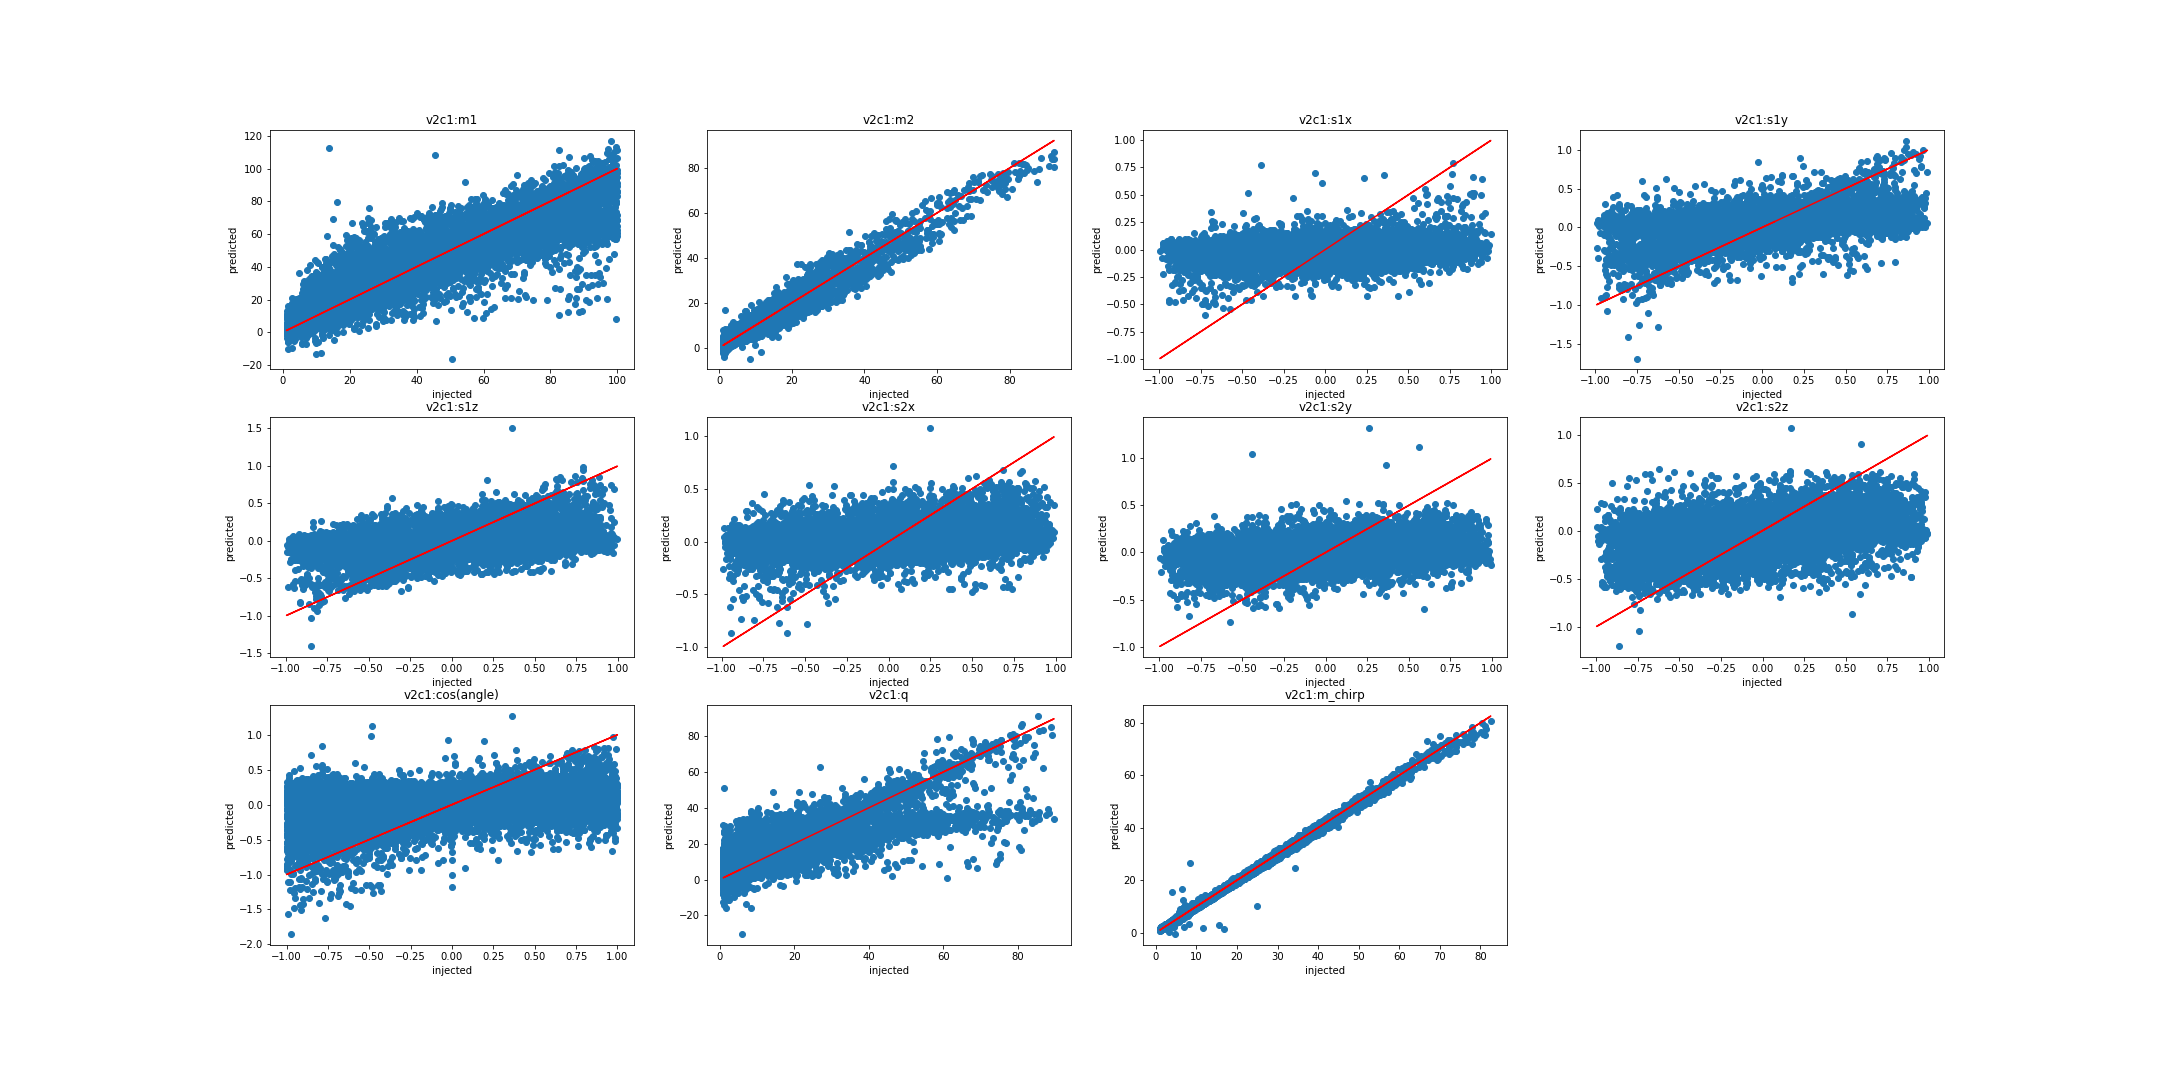 v2c1:m1
predicted
120
100
80
60
40
20
0
−20
0 20 40 60 80 100
injected
v2c1:m2
predicted
80
60
40
20
0
0 20 40 60 80
injected
v2c1:s1x
predicted
1.00
0.75
0.50
0.25
0.00
−0.25
−0.50
−0.75
−1.00
−1.00 −0.75 −0.50 −0.25 0.00 0.25 0.50 0.75 1.00
injected
v2c1:s1y
predicted
1.0
0.5
0.0
−0.5
−1.0
−1.5
−1.00 −0.75 −0.50 −0.25 0.00 0.25 0.50 0.75 1.00
injected
v2c1:s1z
predicted
1.5
1.0
0.5
0.0
−0.5
−1.0
−1.5
−1.00 −0.75 −0.50 −0.25 0.00 0.25 0.50 0.75 1.00
injected
v2c1:s2x
predicted
1.0
0.5
0.0
−0.5
−1.0
−1.00 −0.75 −0.50 −0.25 0.00 0.25 0.50 0.75 1.00
injected
v2c1:s2y
predicted
1.0
0.5
0.0
−0.5
−1.0
−1.00 −0.75 −0.50 −0.25 0.00 0.25 0.50 0.75 1.00
injected
v2c1:s2z
predicted
1.0
0.5
0.0
−0.5
−1.0
−1.00 −0.75 −0.50 −0.25 0.00 0.25 0.50 0.75 1.00
injected
v2c1:cos(angle)
predicted
1.0
0.5
0.0
−0.5
−1.0
−1.5
−2.0
−1.00 −0.75 −0.50 −0.25 0.00 0.25 0.50 0.75 1.00
injected
v2c1:q
predicted
80
60
40
20
0
−20
0 20 40 60 80
injected
v2c1:m_chirp
predicted
80
60
40
20
0
0 10 20 30 40 50 60 70 80
injected